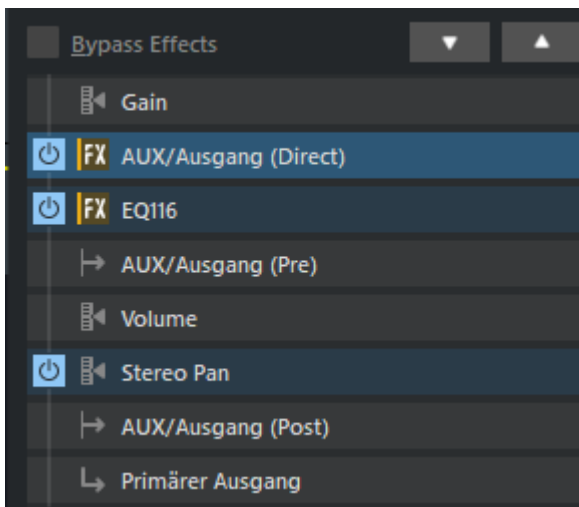 Bypass Effects
Gain
FX AUX/Ausgang (Direct)
FX EQ116
AUX/Ausgang (Pre)
Volume
Stereo Pan
AUX/Ausgang (Post)
Primärer Ausgang